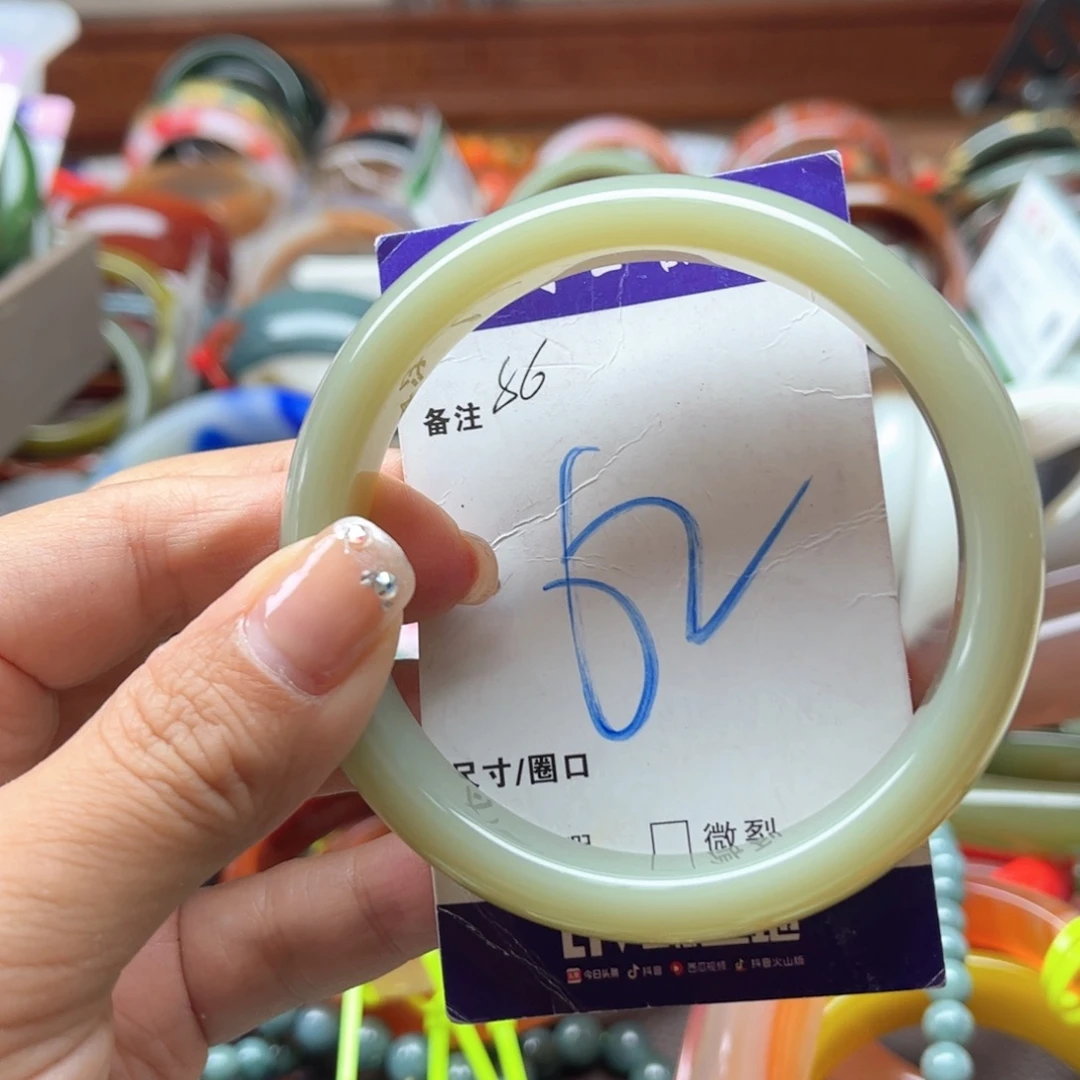 备注 86
52
尺寸/圈口
微裂
今日头条 抖音 西瓜视频 抖音火山版